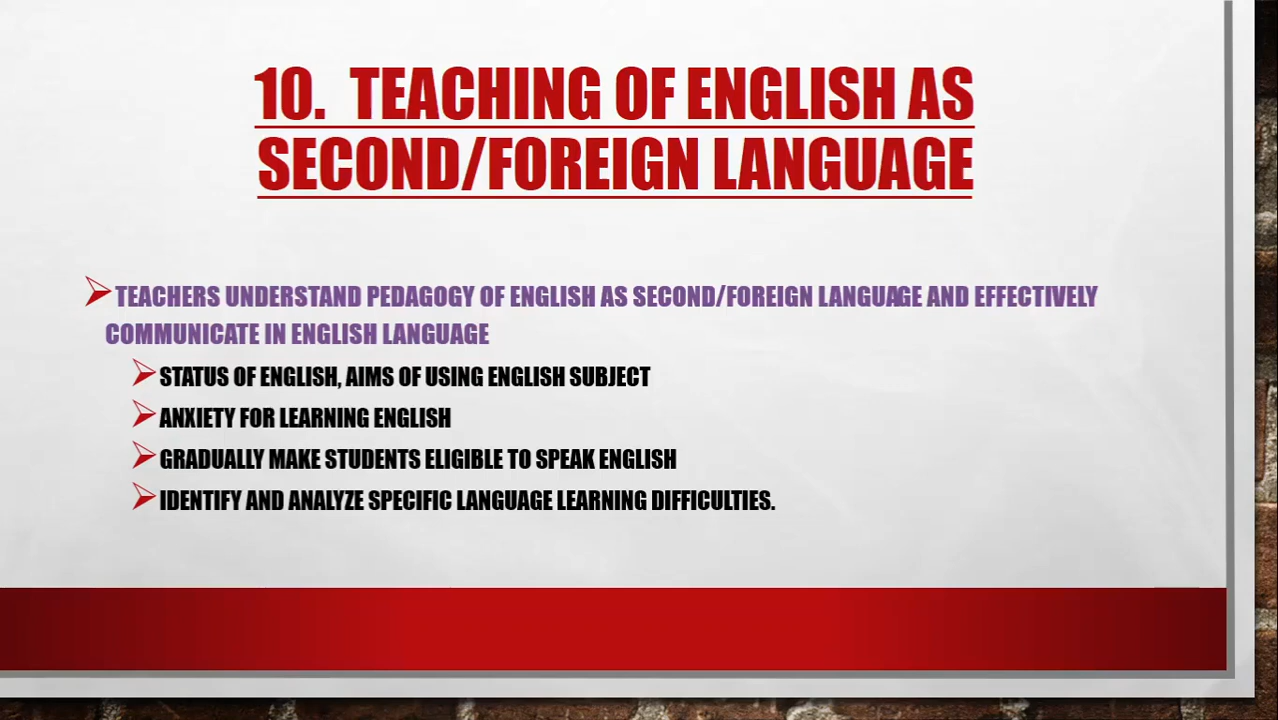 10. TEACHING OF ENGLISH AS
SECOND/FOREIGN LANGUAGE
TEACHERS UNDERSTAND PEDAGOGY OF ENGLISH AS SECOND/FOREIGN LANGUAGE AND EFFECTIVELY
COMMUNICATE IN ENGLISH LANGUAGE
STATUS OF ENGLISH, AIMS OF USING ENGLISH SUBJECT
ANXIETY FOR LEARNING ENGLISH
GRADUALLY MAKE STUDENTS ELIGIBLE TO SPEAK ENGLISH
IDENTIFY AND ANALYZE SPECIFIC LANGUAGE LEARNING DIFFICULTIES.